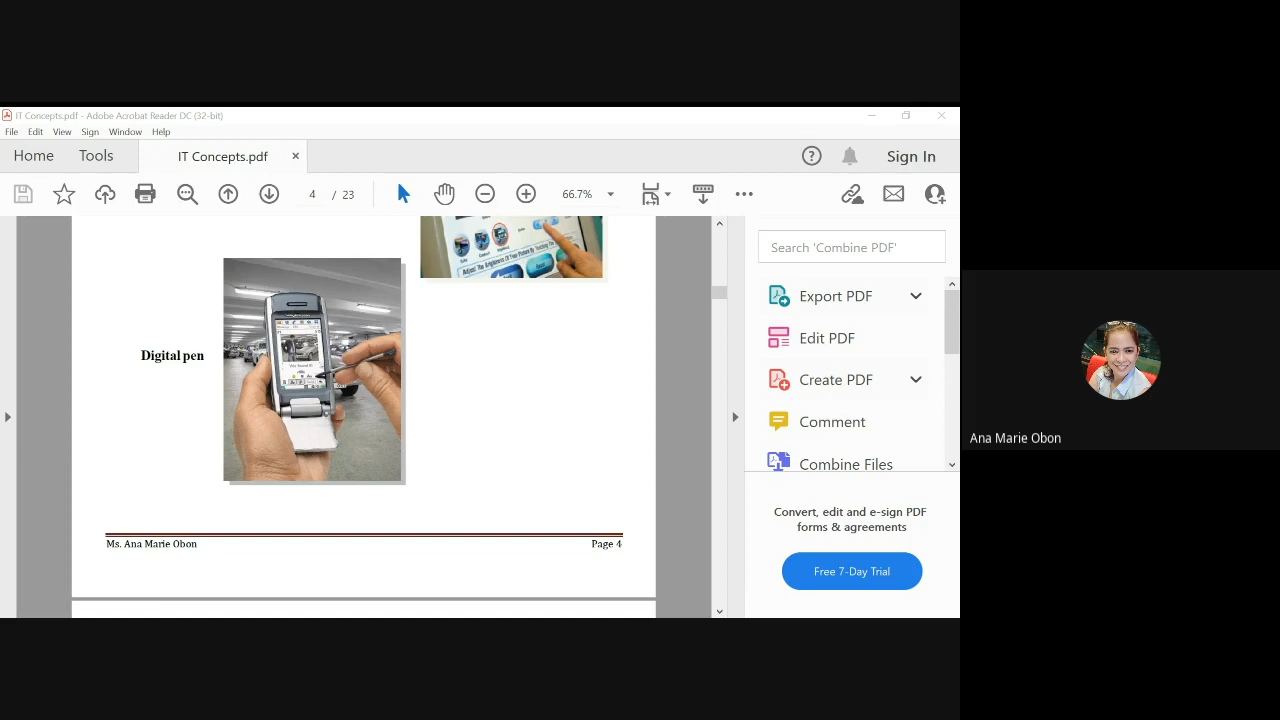 IT Concepts.pdf - Adobe Acrobat Reader DC (32-bit)
File Edit View Sign Window Help
Home Tools IT Concepts.pdf × Sign In
4 / 23 66.7%
Search 'Combine PDF'
Export PDF
Edit PDF
Create PDF
Comment
Combine Files
Digital pen
Convert, edit and e-sign PDF
forms & agreements
Free 7-Day Trial
Ms. Ana Marie Obon Page 4
Ana Marie Obon